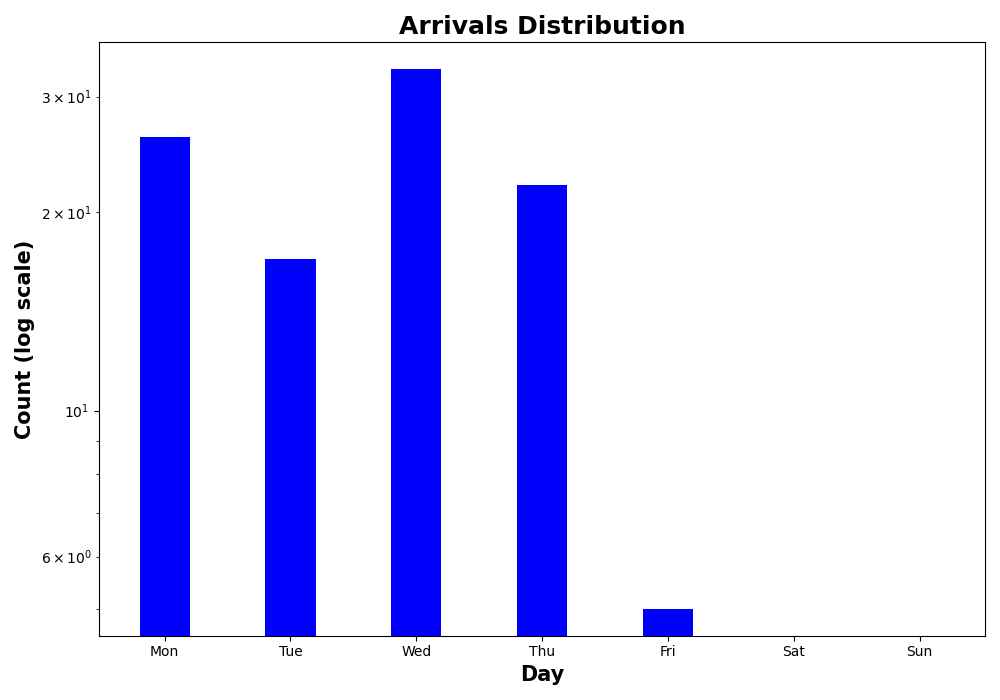 Arrivals Distribution
3 × 10¹
2 × 10¹
10¹
6 × 10⁰
Count (log scale)
Mon Tue Wed Thu Fri Sat Sun
Day